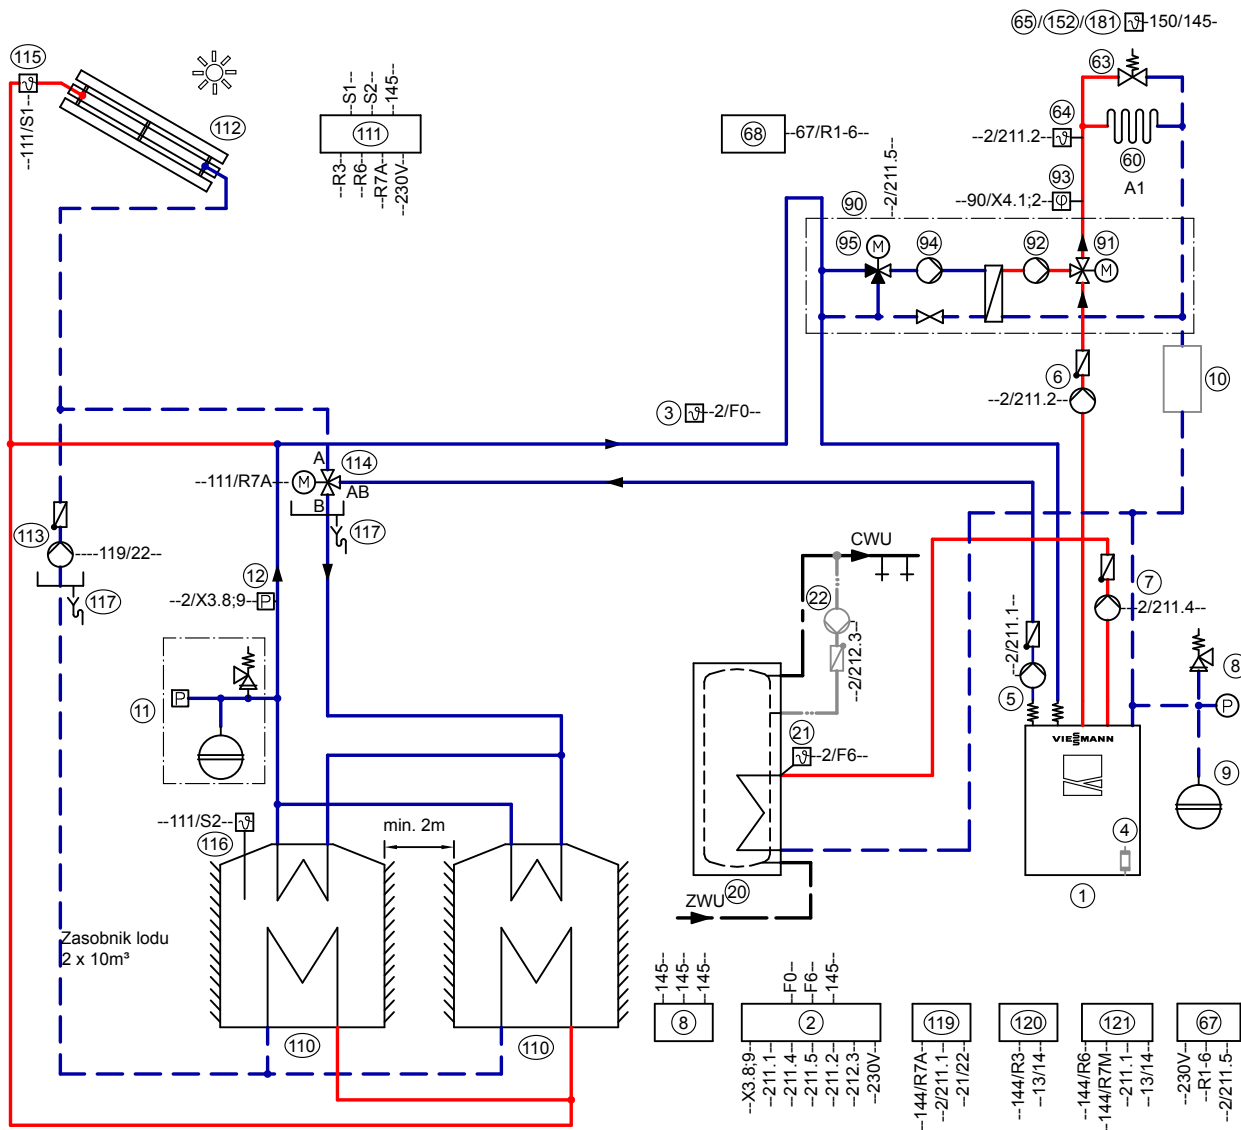 65/152/181 ϑ--150/145-
115
ϑ
--111/S1--
112
--S1--
--S2--
--145--
111
--R3--
--R6--
--R7A--
--230V--
68
--67/R1-6--
63
64
--2/211.2-- ϑ
60
A1
93
--90/X4.1;2-- φ
--2/211.5--
90
95
M
94
92
91
M
6
--2/211.2--
10
3 ϑ--2/F0--
A
114
--111/R7A-- M
AB
B
117
113
----119/22--
117
12
--2/X3.8;9-- P
CWU
22
--2/212.3--
--2/211.1--
7
---2/211.4--
8
P
5
11
P
21
ϑ--2/F6--
VIESMANN
9
4
1
--111/S2-- ϑ
116
min. 2m
20
ZWU
Zasobnik lodu
2 x 10m³
110
110
--145--
--145--
--145--
8
--F0--
--F6--
--145--
2
--X3.8;9--
--211.1--
--211.4--
--211.5--
--211.2--
--212.3--
--230V--
119
--144/R7A--
--2/211.1--
--21/22--
120
--144/R3--
--13/14--
121
--144/R6--
--144/R7M--
--211.1--
--13/14--
67
--230V--
--R1-6--
--2/211.5--